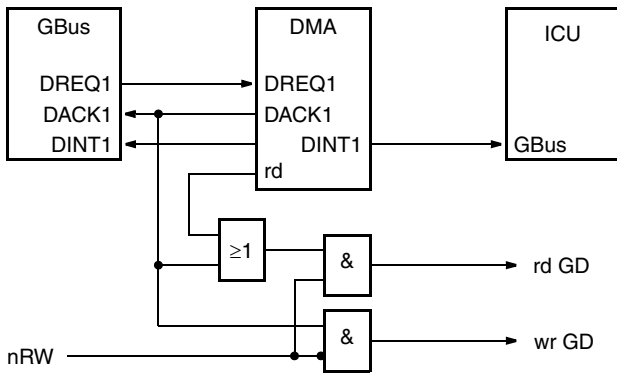 GBus DMA ICU
DREQ1 DREQ1
DACK1 DACK1
DINT1 DINT1 GBus
rd
≥1 & rd GD
nRW & wr GD